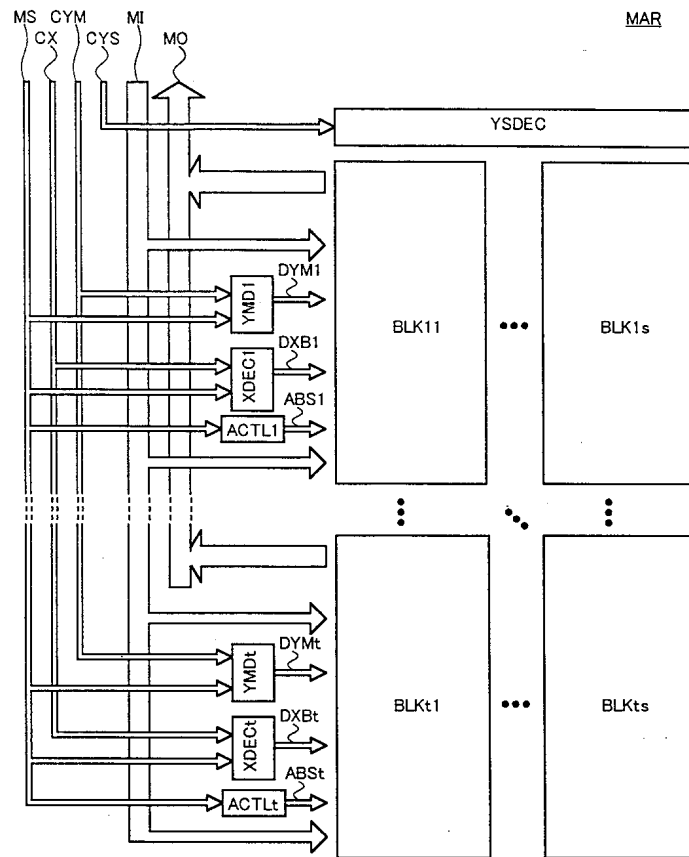 MS CYM MI MAR
CX CYS MO
YSDEC
DYM1
YMD1
BLK11 ••• BLK1s
DXB1
XDEC1
ABS1
ACTL1
DYMt
YMDt
BLKt1 ••• BLKts
DXBt
XDECt
ABSt
ACTLt